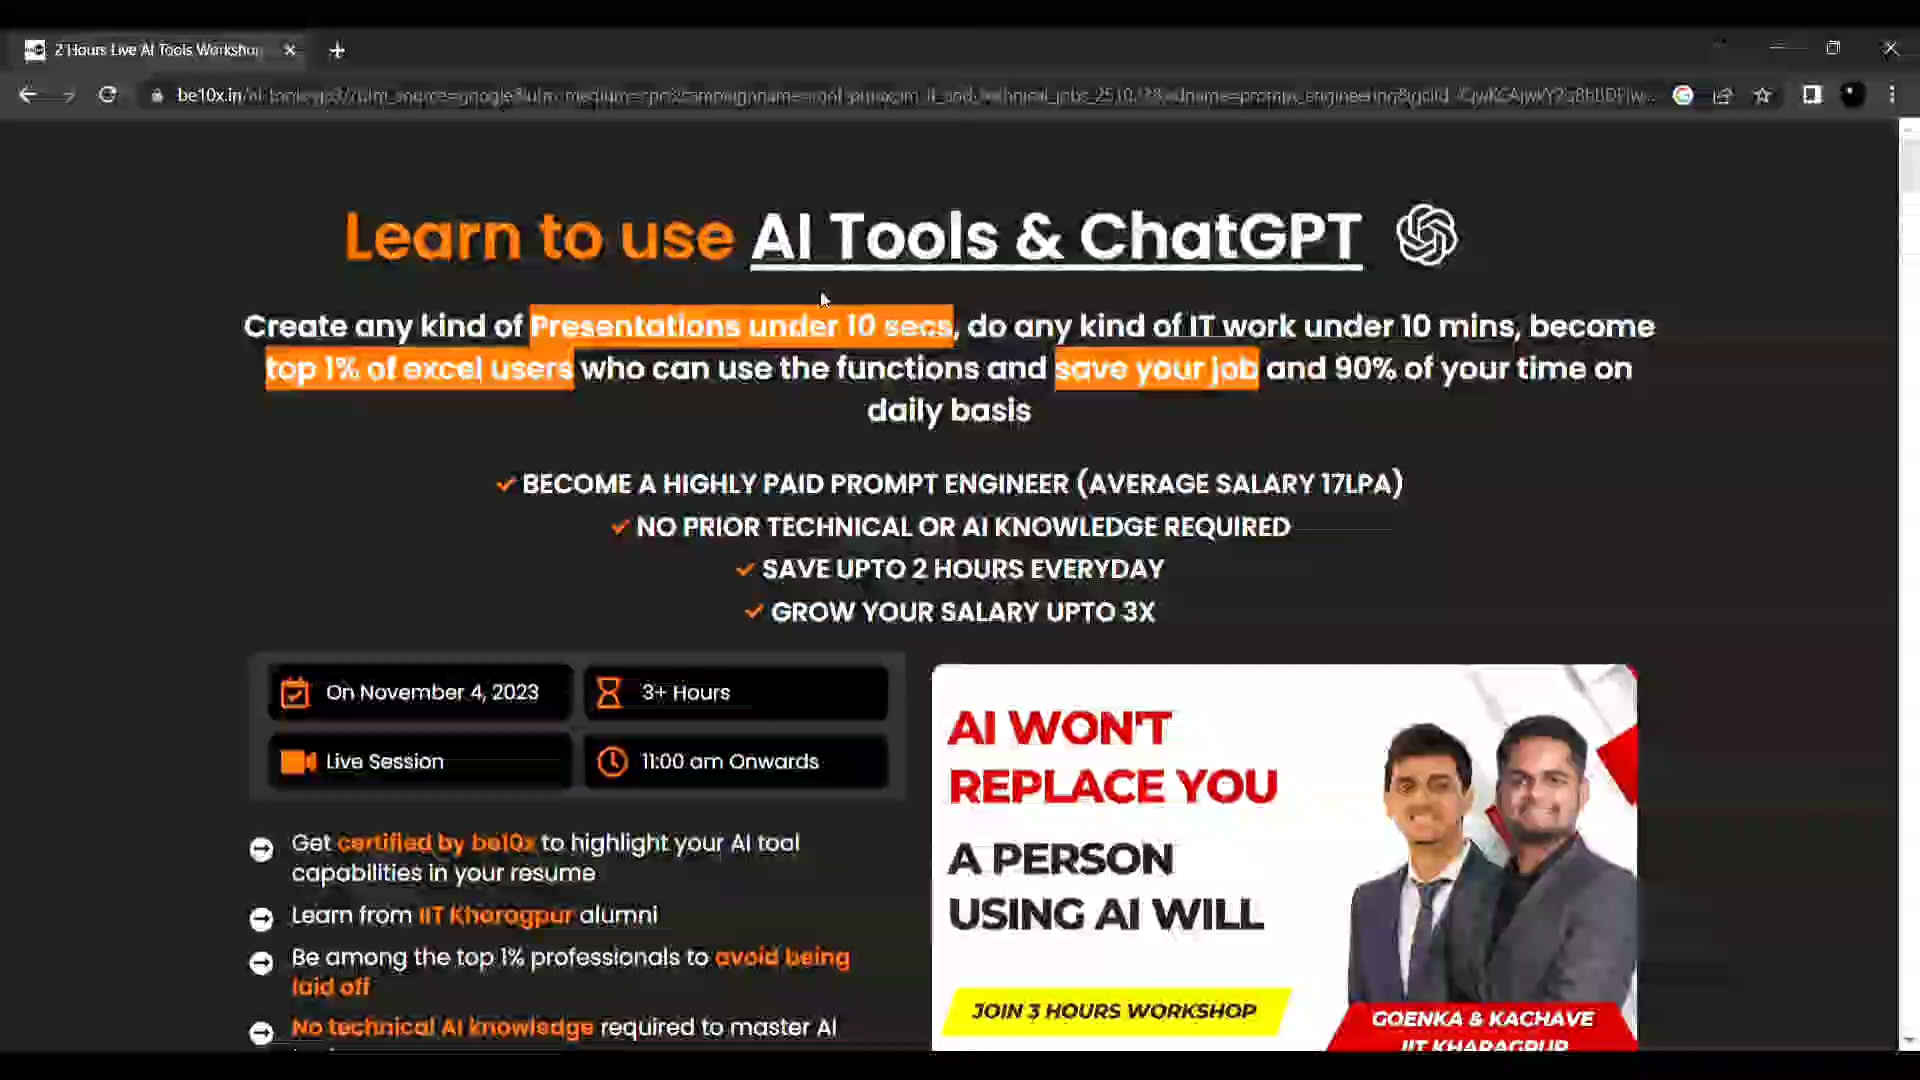 2 Hours Live AI Tools Workshop
be10x.in/
Learn to use AI Tools & ChatGPT
Create any kind of Presentations under 10 secs, do any kind of IT work under 10 mins, become
top 1% of excel users who can use the functions and save your job and 90% of your time on
daily basis
BECOME A HIGHLY PAID PROMPT ENGINEER (AVERAGE SALARY 17LPA)
NO PRIOR TECHNICAL OR AI KNOWLEDGE REQUIRED
SAVE UPTO 2 HOURS EVERYDAY
GROW YOUR SALARY UPTO 3X
On November 4, 2023
3+ Hours
Live Session
11:00 am Onwards
Get certified by be10x to highlight your AI tool
capabilities in your resume
Learn from IIT Kharagpur alumni
Be among the top 1% professionals to avoid being
laid off
No technical AI knowledge required to master AI
AI WON'T
REPLACE YOU
A PERSON
USING AI WILL
JOIN 3 HOURS WORKSHOP
GOENKA & KACHAVE
IIT KHARAGPUR